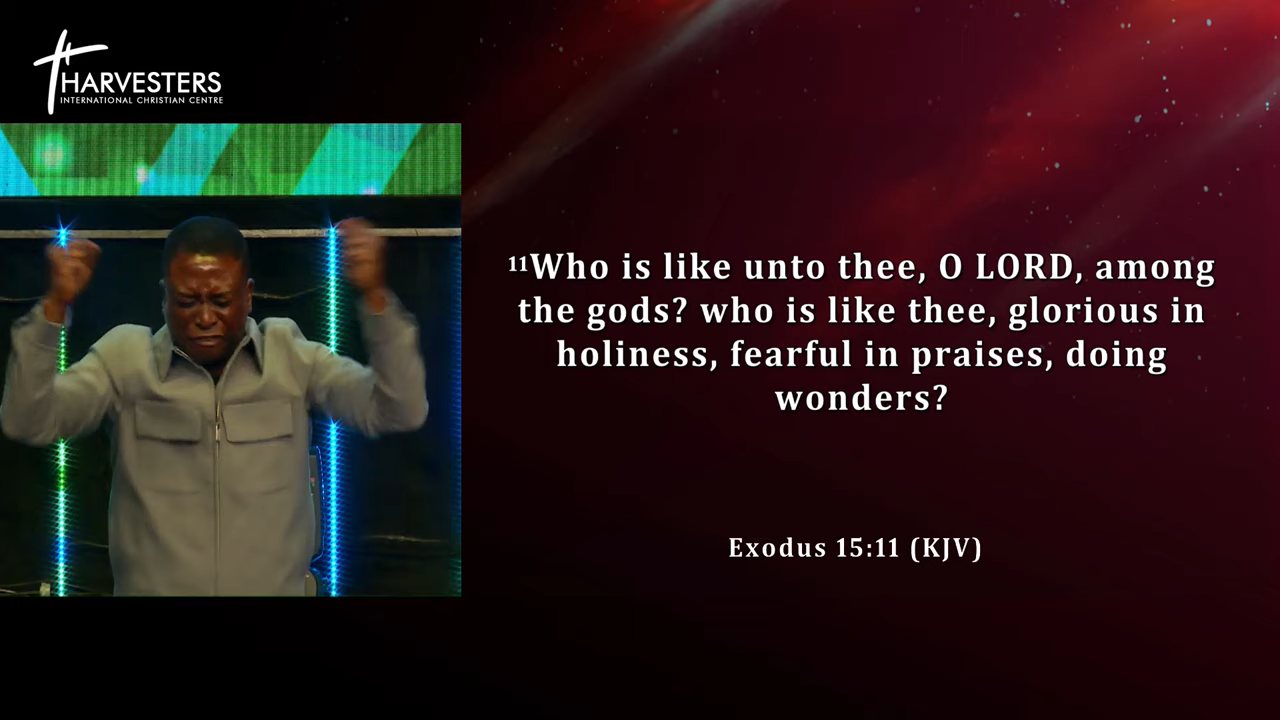 HARVESTERS
INTERNATIONAL CHRISTIAN CENTRE
¹¹Who is like unto thee, O LORD, among
the gods? who is like thee, glorious in
holiness, fearful in praises, doing
wonders?
Exodus 15:11 (KJV)